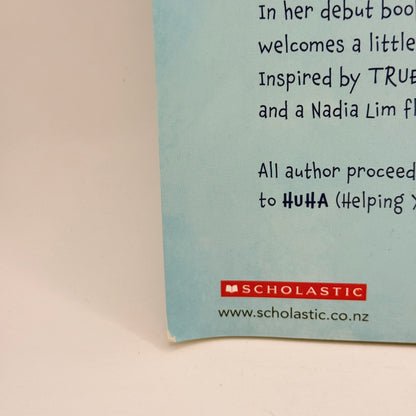 In her debut book
welcomes a little
Inspired by TRUE
and a Nadia Lim
All author proceed
to HUHA (Helping
SCHOLASTIC
www.scholastic.co.nz